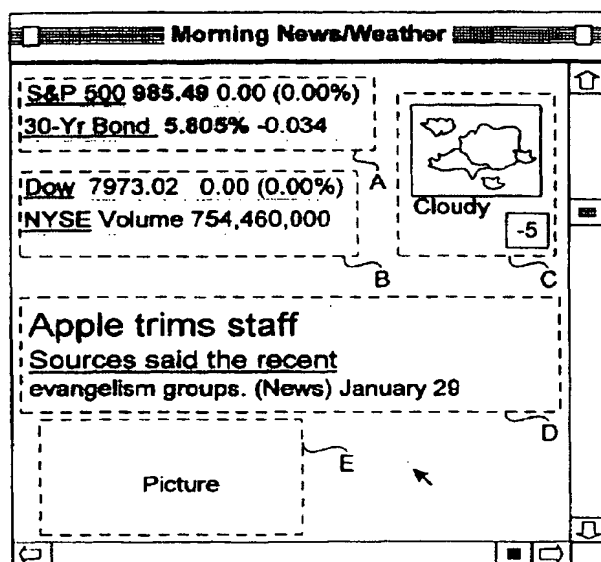 Morning News/Weather
S&P 500 985.49 0.00 (0.00%)
30-Yr Bond 5.805% -0.034
A
Dow 7973.02 0.00 (0.00%)
NYSE Volume 754,460,000
B
Cloudy
-5
C
Apple trims staff
Sources said the recent
evangelism groups. (News) January 29
D
Picture
E